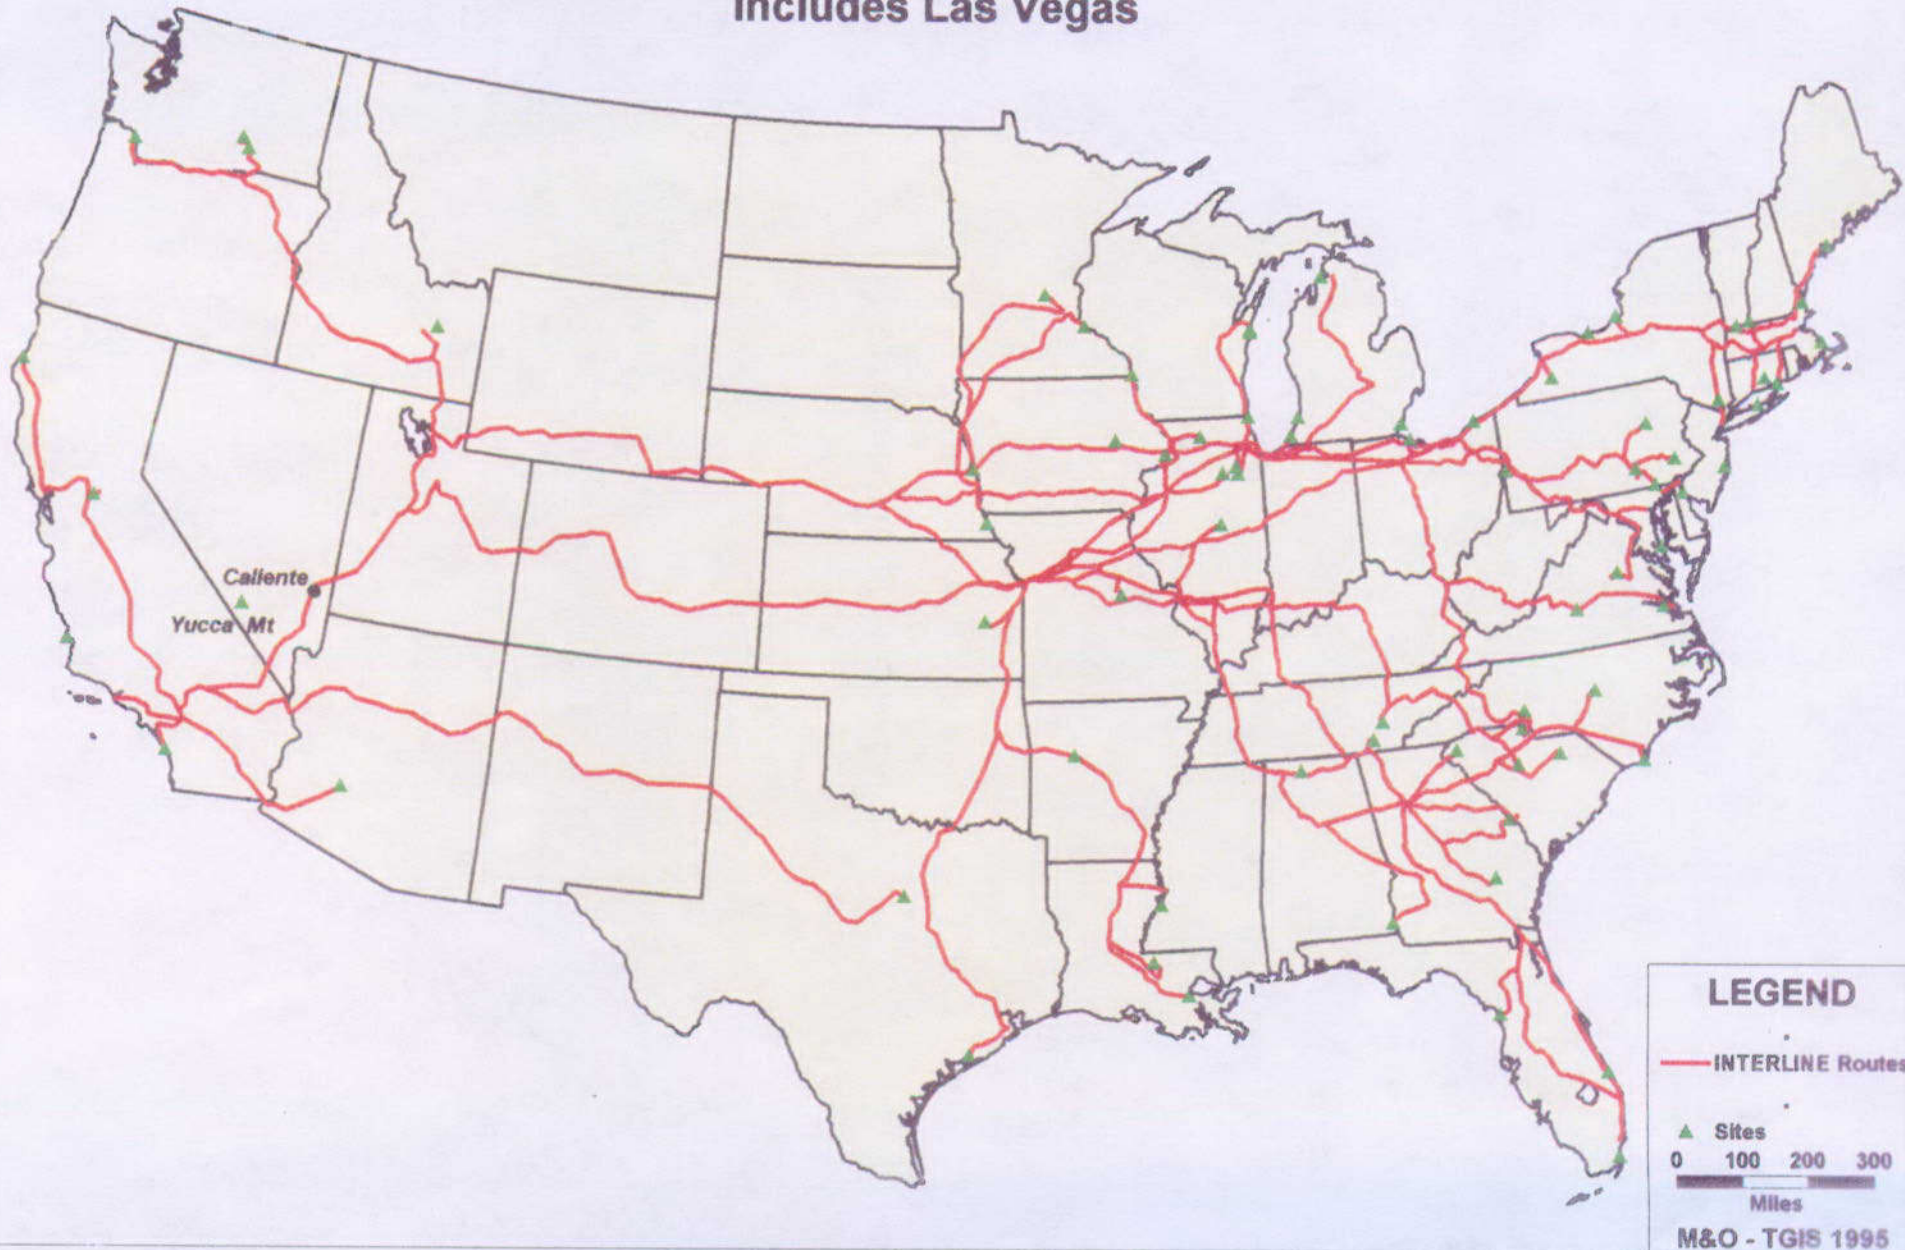 Includes Las Vegas
Caliente
Yucca Mt
LEGEND
INTERLINE Routes
Sites
0 100 200 300
Miles
M&O - TGIS 1995